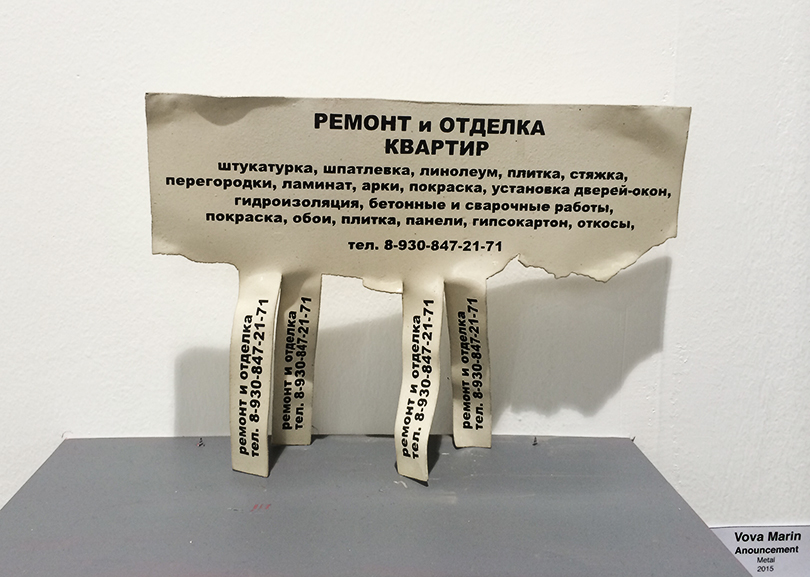 РЕМОНТ и ОТДЕЛКА
КВАРТИР
штукатурка, шпатлевка, линолеум, плитка, стяжка,
перегородки, ламинат, арки, покраска, установка дверей-окон,
гидроизоляция, бетонные и сварочные работы,
покраска, обои, плитка, панели, гипсокартон, откосы,
тел. 8-930-847-21-71
ремонт и отделка
тел. 8-930-847-21-71
ремонт и отделка
тел. 8-930-847-21-71
ремонт и отделка
тел. 8-930-847-21-71
ремонт и отделка
тел. 8-930-847-21-71
Vova Marin
Anouncement
Metal
2015